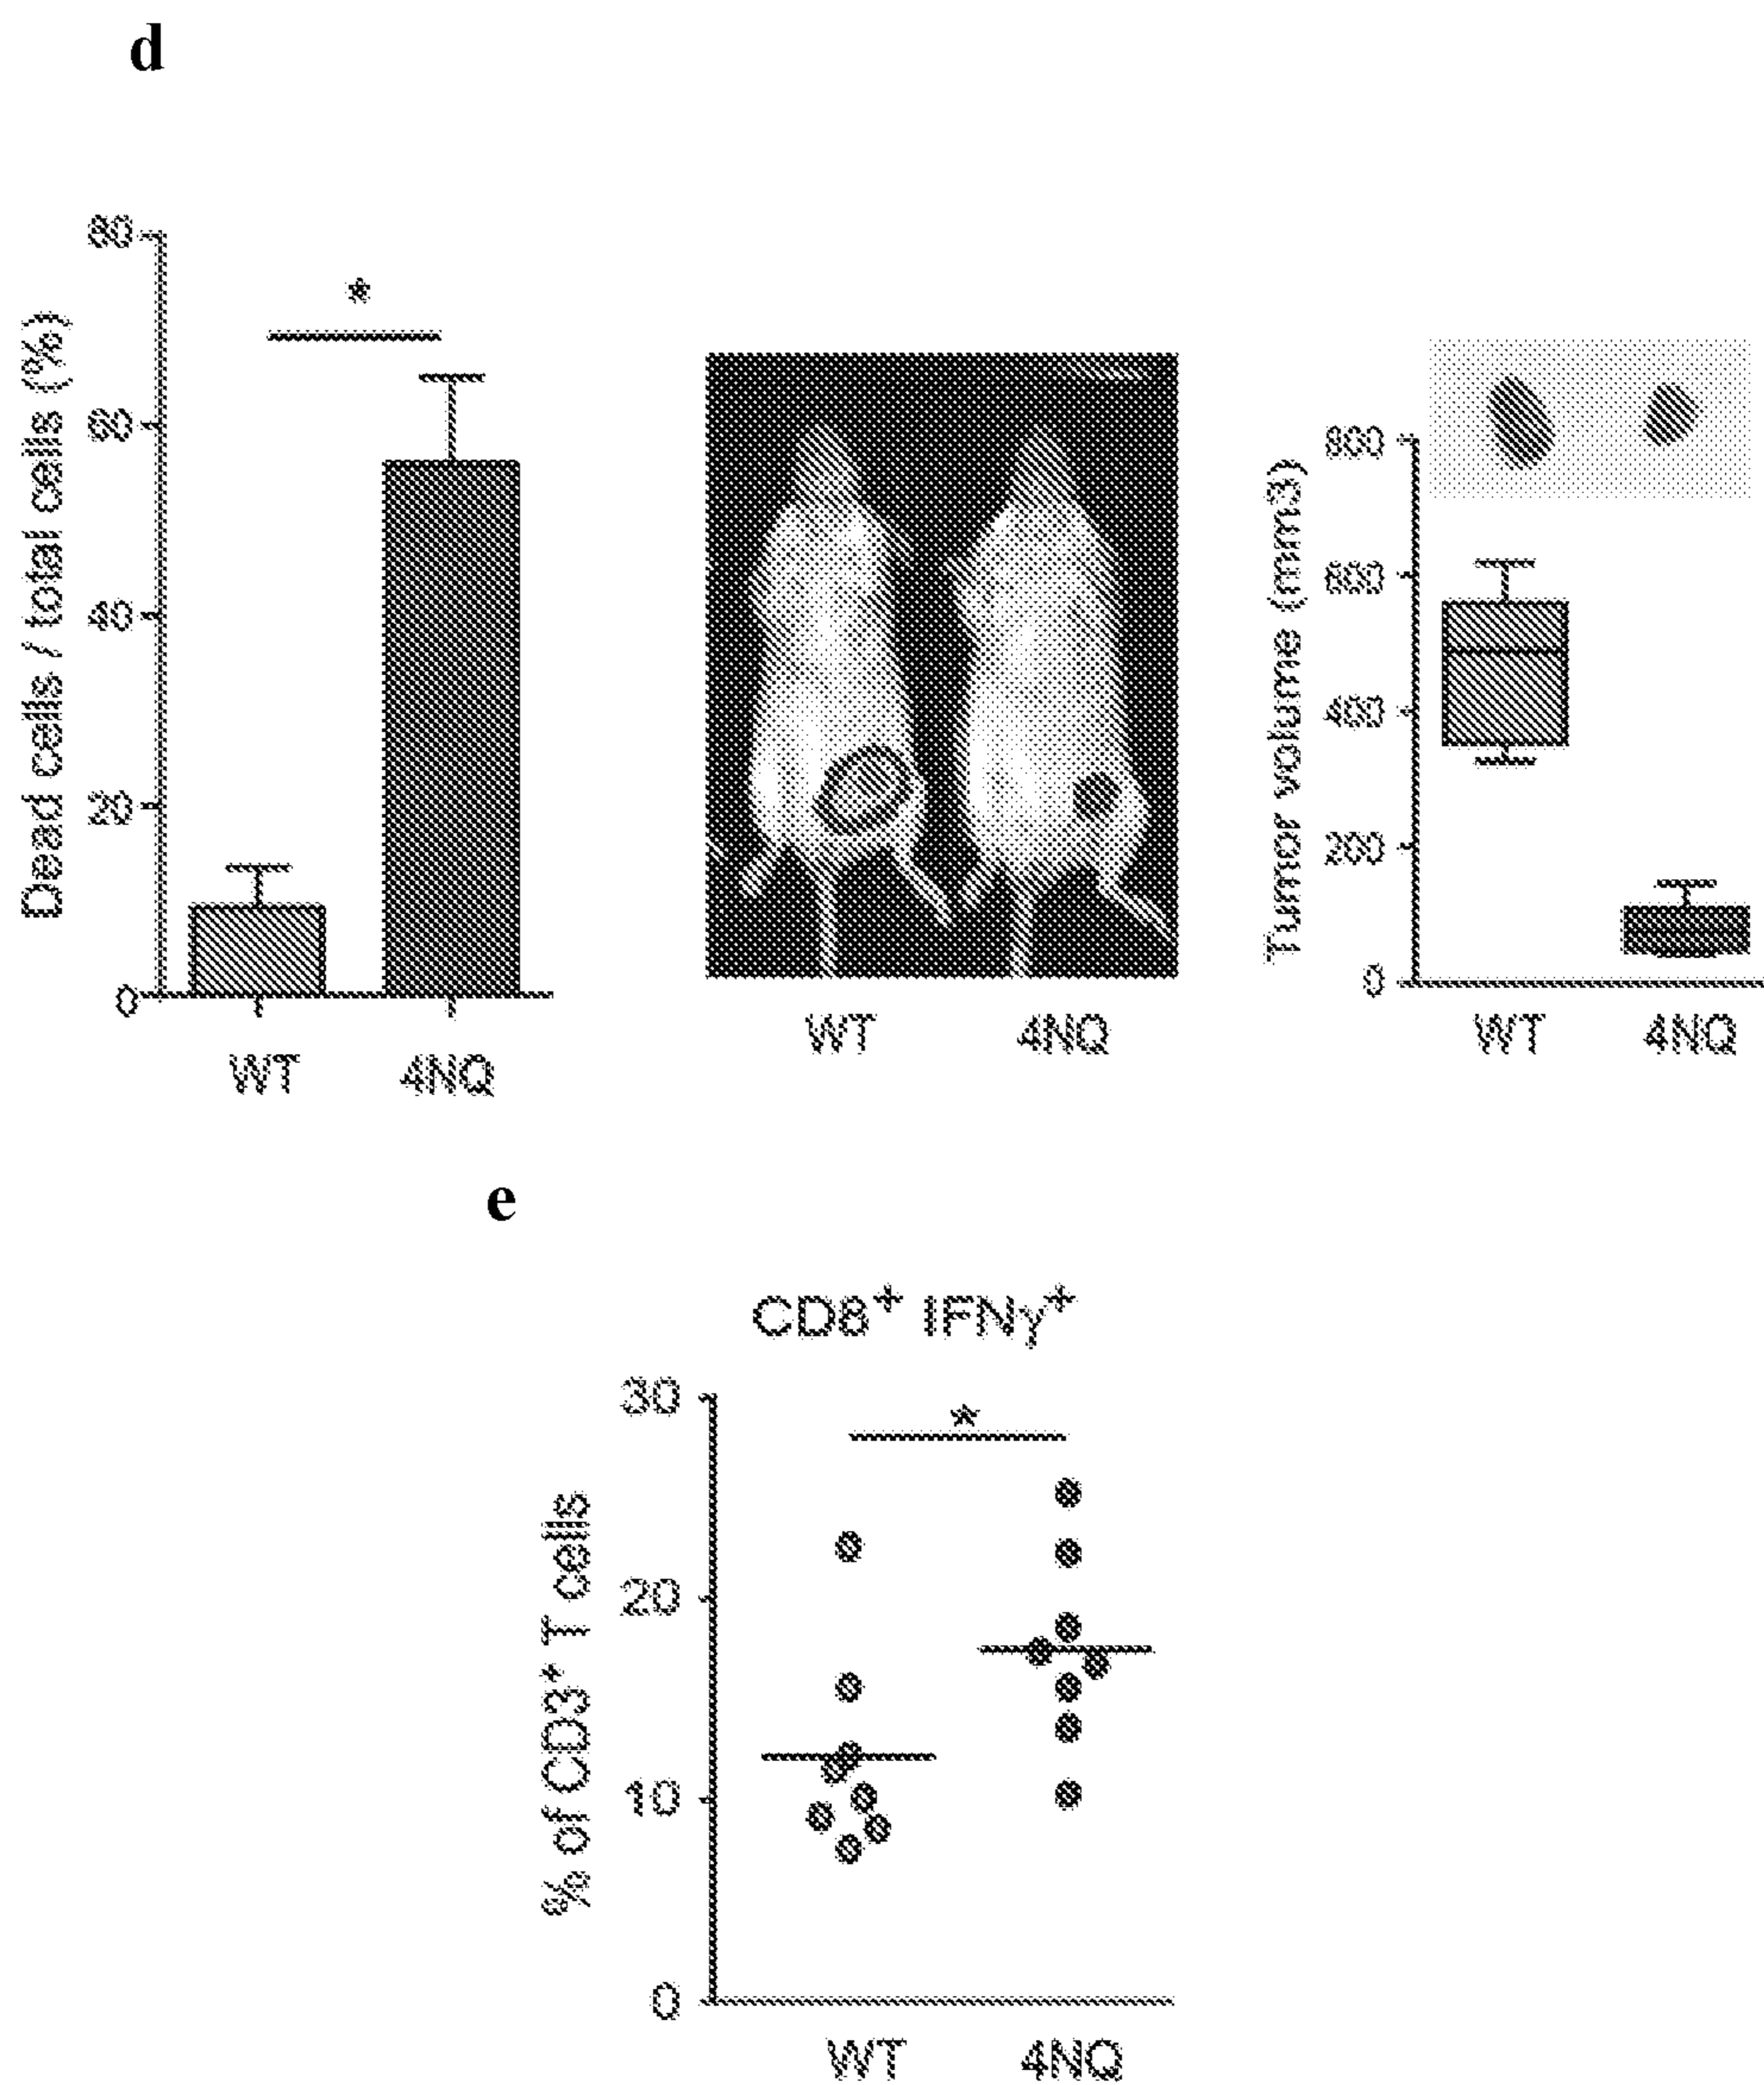 d
Dead cells / total cells (%)
80
60
40
20
0
*
WT 4NQ
WT 4NQ
Tumor volume (mm3)
800
600
400
200
0
WT 4NQ
e
CD8⁺ IFNγ⁺
% of CD3⁺ T cells
30
20
10
0
*
WT 4NQ